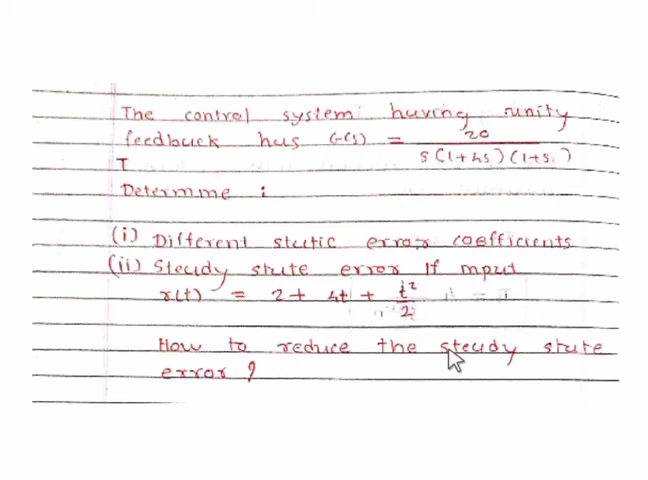 The control system having unity
feedback has G(s) = 20
s(1+4s)(1+s)
Determine :
(i) Different static error coefficients
(ii) Steady state error if input
r(t) = 2 + 4t + t²/2
How to reduce the steady state
error ?